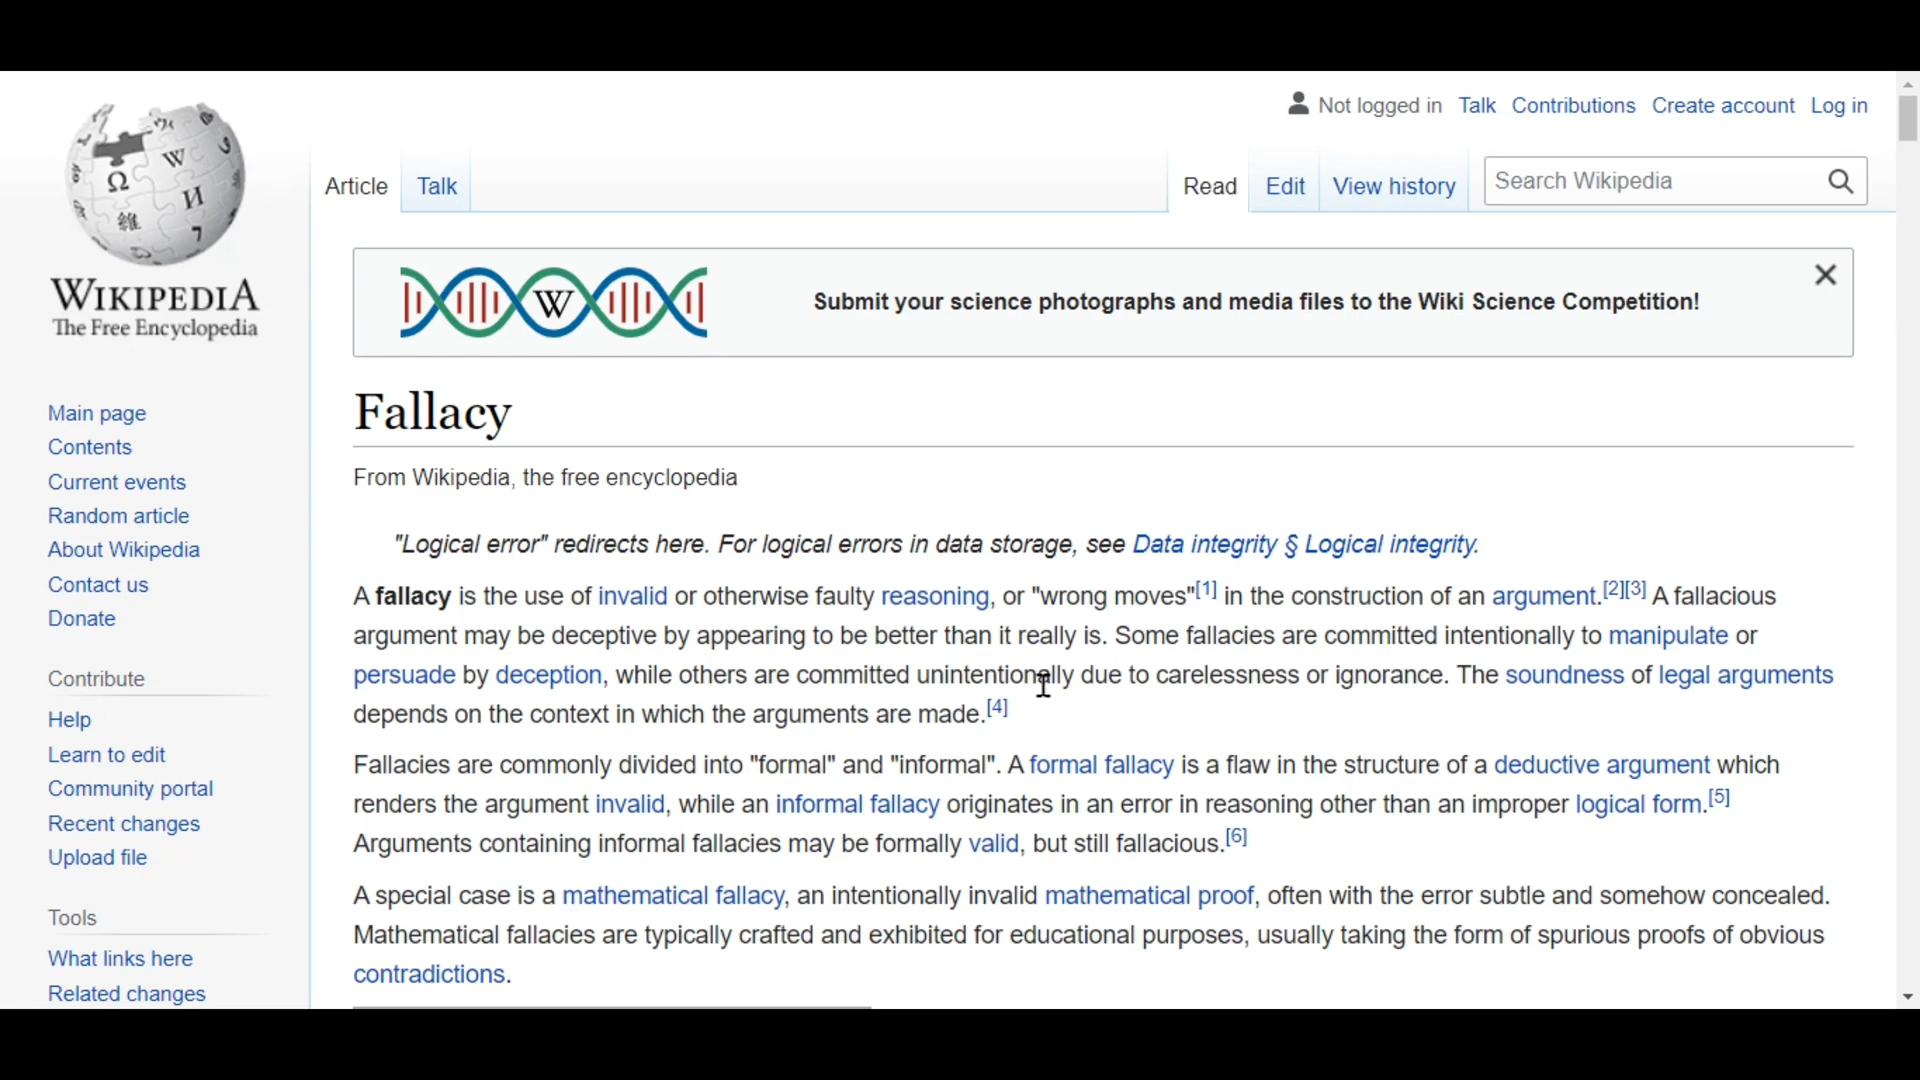 Not logged in Talk Contributions Create account Log in
Article Talk Read Edit View history Search Wikipedia
WIKIPEDIA
The Free Encyclopedia
W
Submit your science photographs and media files to the Wiki Science Competition!
Main page
Contents
Current events
Random article
About Wikipedia
Contact us
Donate
Contribute
Help
Learn to edit
Community portal
Recent changes
Upload file
Tools
What links here
Related changes
Fallacy
From Wikipedia, the free encyclopedia
"Logical error" redirects here. For logical errors in data storage, see Data integrity § Logical integrity.
A fallacy is the use of invalid or otherwise faulty reasoning, or "wrong moves"[1] in the construction of an argument.[2][3] A fallacious
argument may be deceptive by appearing to be better than it really is. Some fallacies are committed intentionally to manipulate or
persuade by deception, while others are committed unintentionally due to carelessness or ignorance. The soundness of legal arguments
depends on the context in which the arguments are made.[4]
Fallacies are commonly divided into "formal" and "informal". A formal fallacy is a flaw in the structure of a deductive argument which
renders the argument invalid, while an informal fallacy originates in an error in reasoning other than an improper logical form.[5]
Arguments containing informal fallacies may be formally valid, but still fallacious.[6]
A special case is a mathematical fallacy, an intentionally invalid mathematical proof, often with the error subtle and somehow concealed.
Mathematical fallacies are typically crafted and exhibited for educational purposes, usually taking the form of spurious proofs of obvious
contradictions.